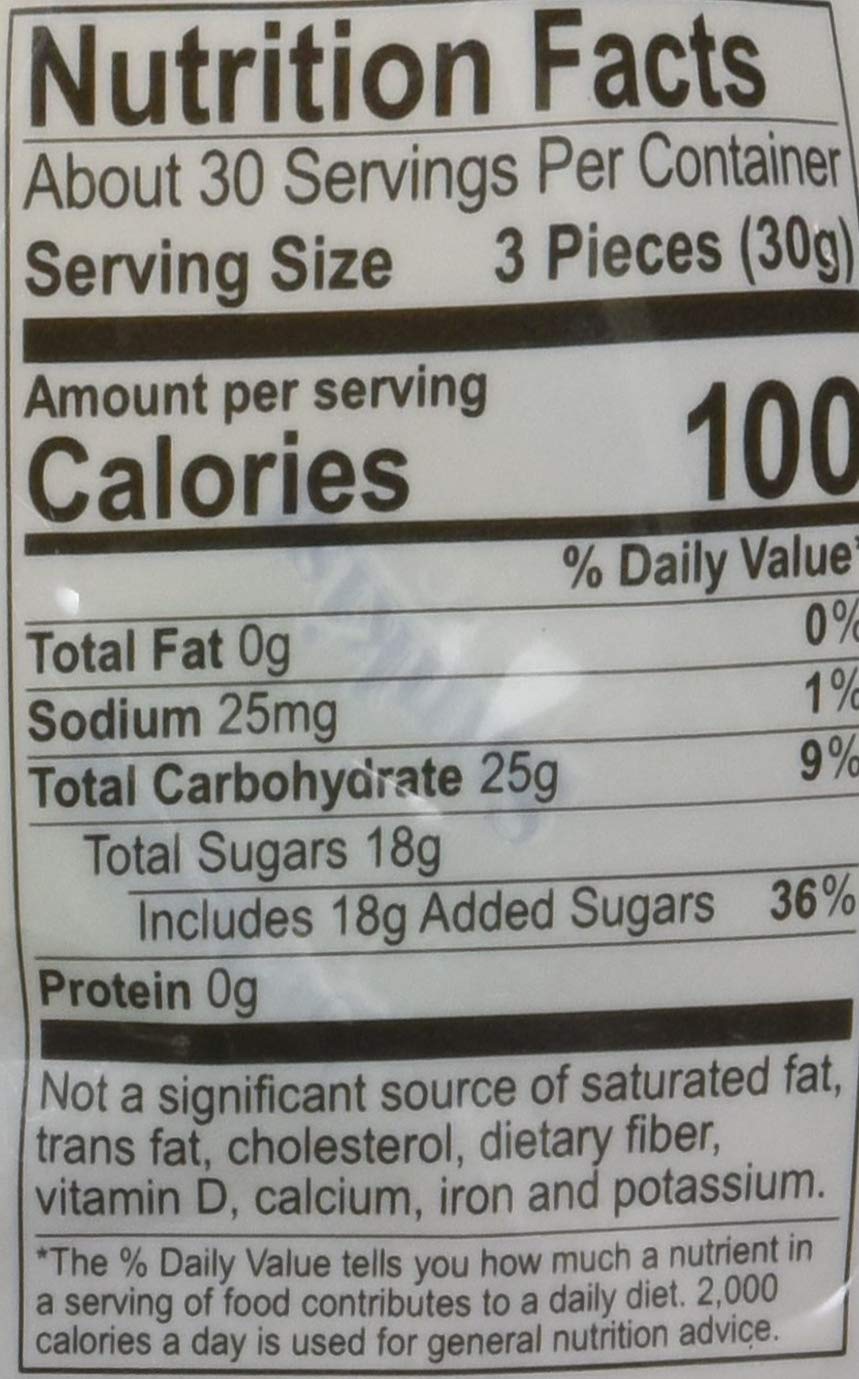 Nutrition Facts
About 30 Servings Per Container
Serving Size 3 Pieces (30g)
Amount per serving
Calories 100
% Daily Value*
Total Fat 0g 0%
Sodium 25mg 1%
Total Carbohydrate 25g 9%
Total Sugars 18g
Includes 18g Added Sugars 36%
Protein 0g
Not a significant source of saturated fat,
trans fat, cholesterol, dietary fiber,
vitamin D, calcium, iron and potassium.
*The % Daily Value tells you how much a nutrient in
a serving of food contributes to a daily diet. 2,000
calories a day is used for general nutrition advice.